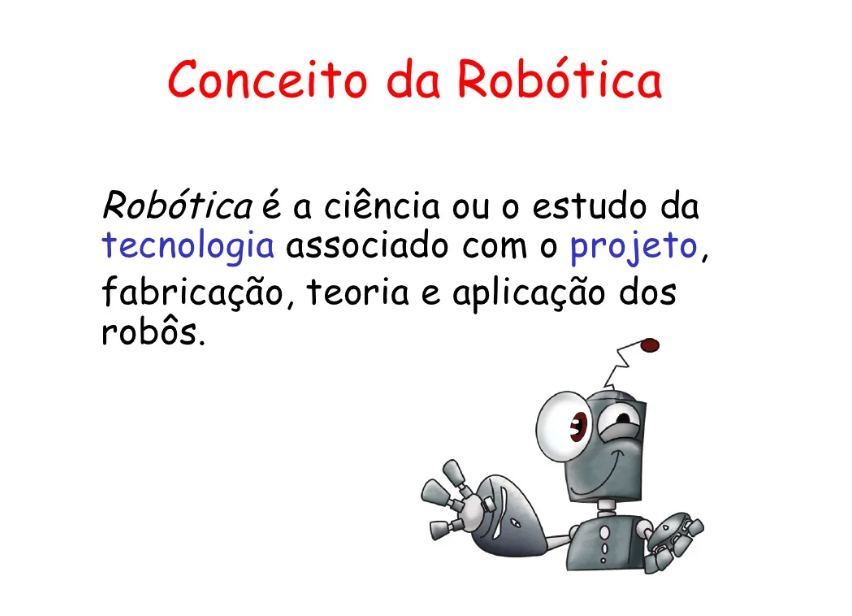 Conceito da Robótica
Robótica é a ciência ou o estudo da
tecnologia associado com o projeto,
fabricação, teoria e aplicação dos
robôs.